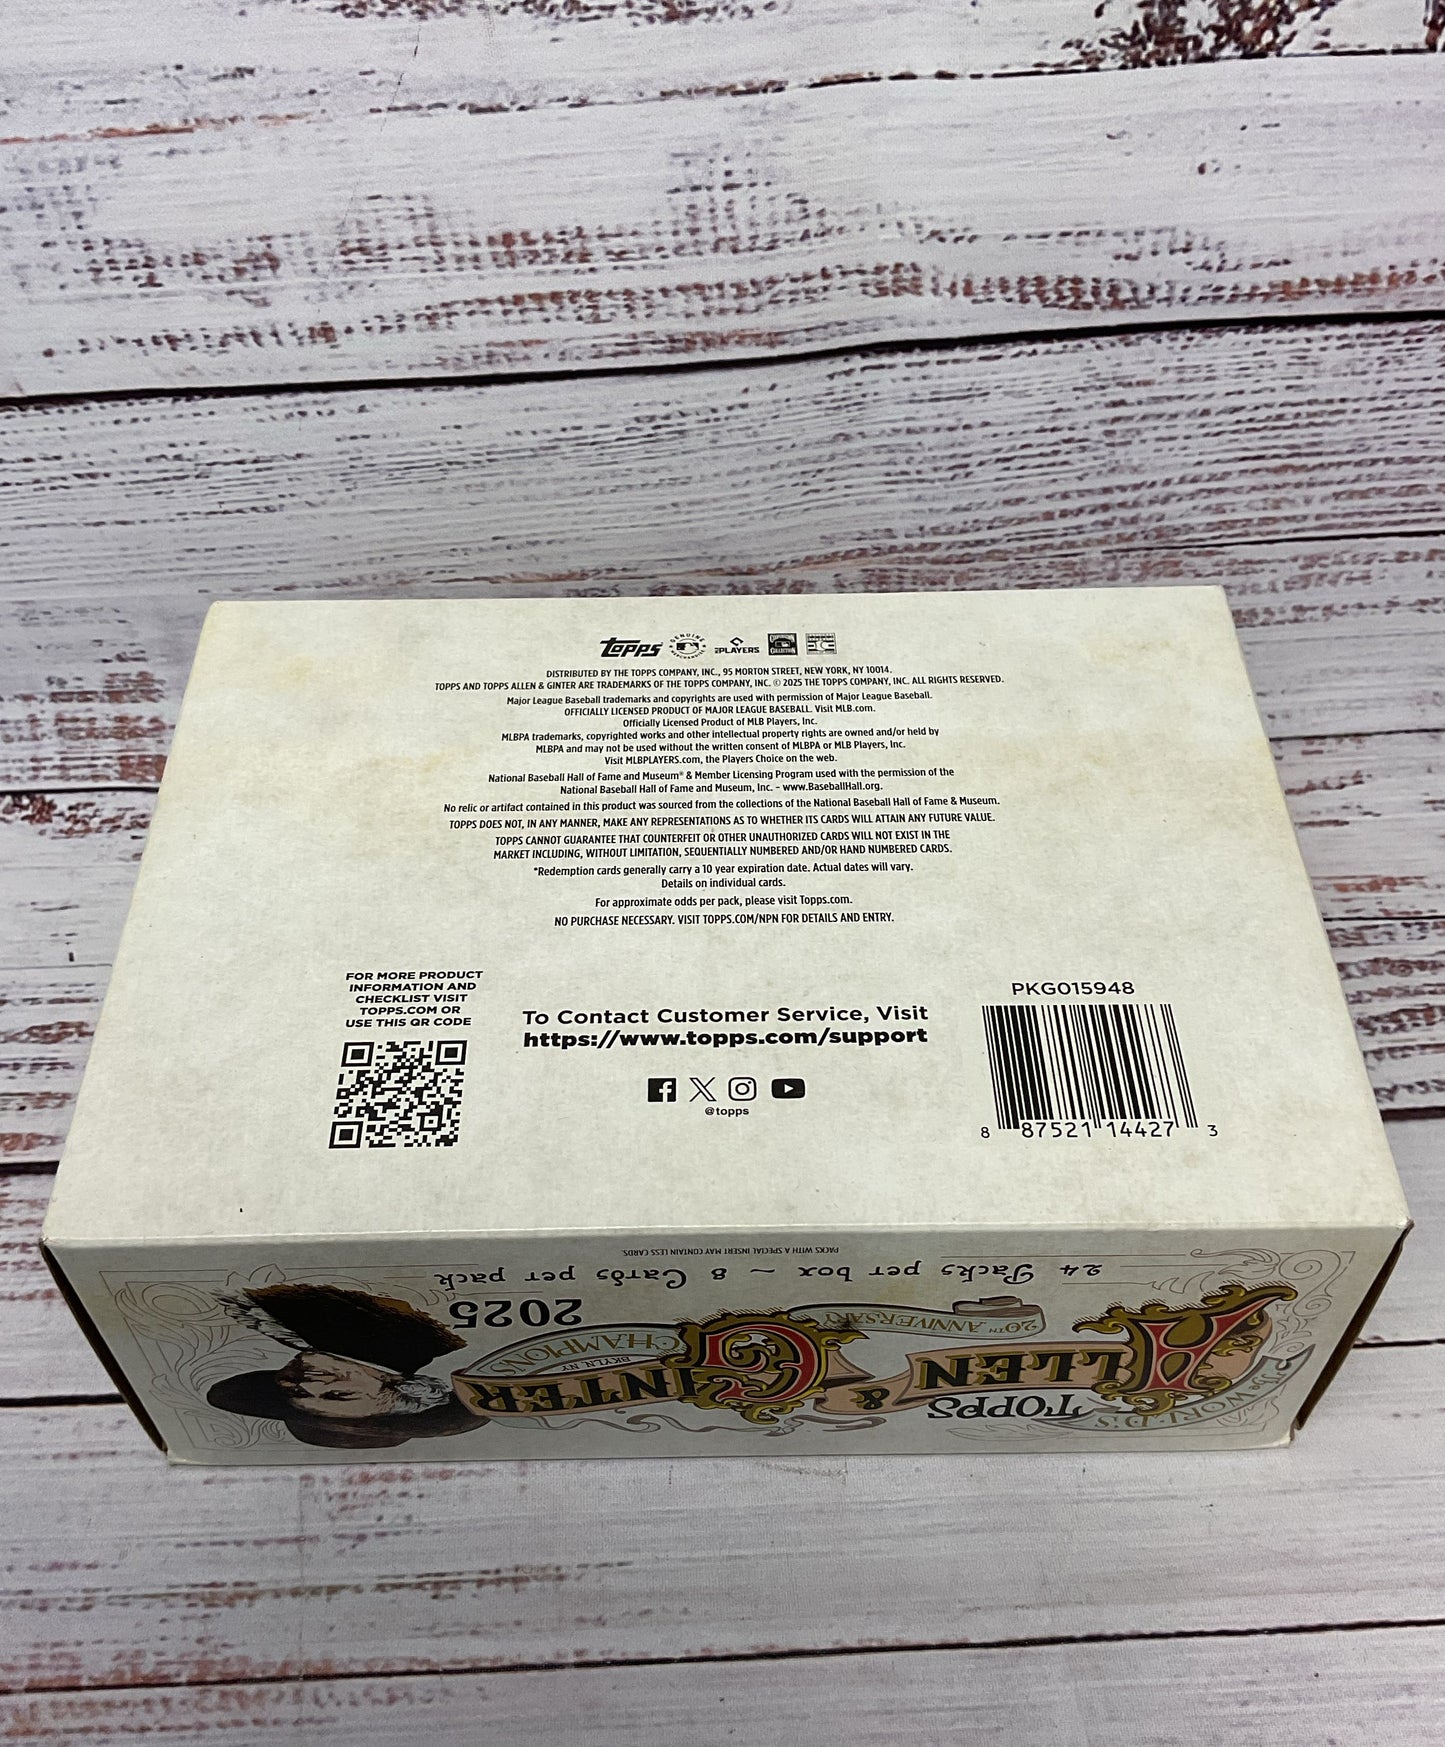 Topps
GENUINE MERCHANDISE
MLB PLAYERS
COOPERSTOWN COLLECTION
DISTRIBUTED BY THE TOPPS COMPANY, INC., 95 MORTON STREET, NEW YORK, NY 10014.
TOPPS AND TOPPS ALLEN & GINTER ARE TRADEMARKS OF THE TOPPS COMPANY, INC. © 2025 THE TOPPS COMPANY, INC. ALL RIGHTS RESERVED.
Major League Baseball trademarks and copyrights are used with permission of Major League Baseball.
OFFICIALLY LICENSED PRODUCT OF MAJOR LEAGUE BASEBALL. Visit MLB.com.
Officially Licensed Product of MLB Players, Inc.
MLBPA trademarks, copyrighted works and other intellectual property rights are owned and/or held by
MLBPA and may not be used without the written consent of MLBPA or MLB Players, Inc.
Visit MLBPLAYERS.com, the Players Choice on the web.
National Baseball Hall of Fame and Museum® & Member Licensing Program used with the permission of the
National Baseball Hall of Fame and Museum, Inc. - www.BaseballHall.org.
No relic or artifact contained in this product was sourced from the collections of the National Baseball Hall of Fame & Museum.
TOPPS DOES NOT, IN ANY MANNER, MAKE ANY REPRESENTATIONS AS TO WHETHER ITS CARDS WILL ATTAIN ANY FUTURE VALUE.
TOPPS CANNOT GUARANTEE THAT COUNTERFEIT OR OTHER UNAUTHORIZED CARDS WILL NOT EXIST IN THE
MARKET INCLUDING, WITHOUT LIMITATION, SEQUENTIALLY NUMBERED AND/OR HAND NUMBERED CARDS.
*Redemption cards generally carry a 10 year expiration date. Actual dates will vary.
Details on individual cards.
For approximate odds per pack, please visit Topps.com.
NO PURCHASE NECESSARY. VISIT TOPPS.COM/NPN FOR DETAILS AND ENTRY.
FOR MORE PRODUCT
INFORMATION AND
CHECKLIST VISIT
TOPPS.COM OR
USE THIS QR CODE
To Contact Customer Service, Visit
https://www.topps.com/support
@topps
PKG015948
8 87521 14427 3
Ye WORLD'S
TOPPS
ALLEN & GINTER
20TH ANNIVERSARY
BKYLN. NY
CHAMPIONS
2025
24 Packs per box ~ 8 Cards per pack
PACKS WITH A SPECIAL INSERT MAY CONTAIN LESS CARDS.